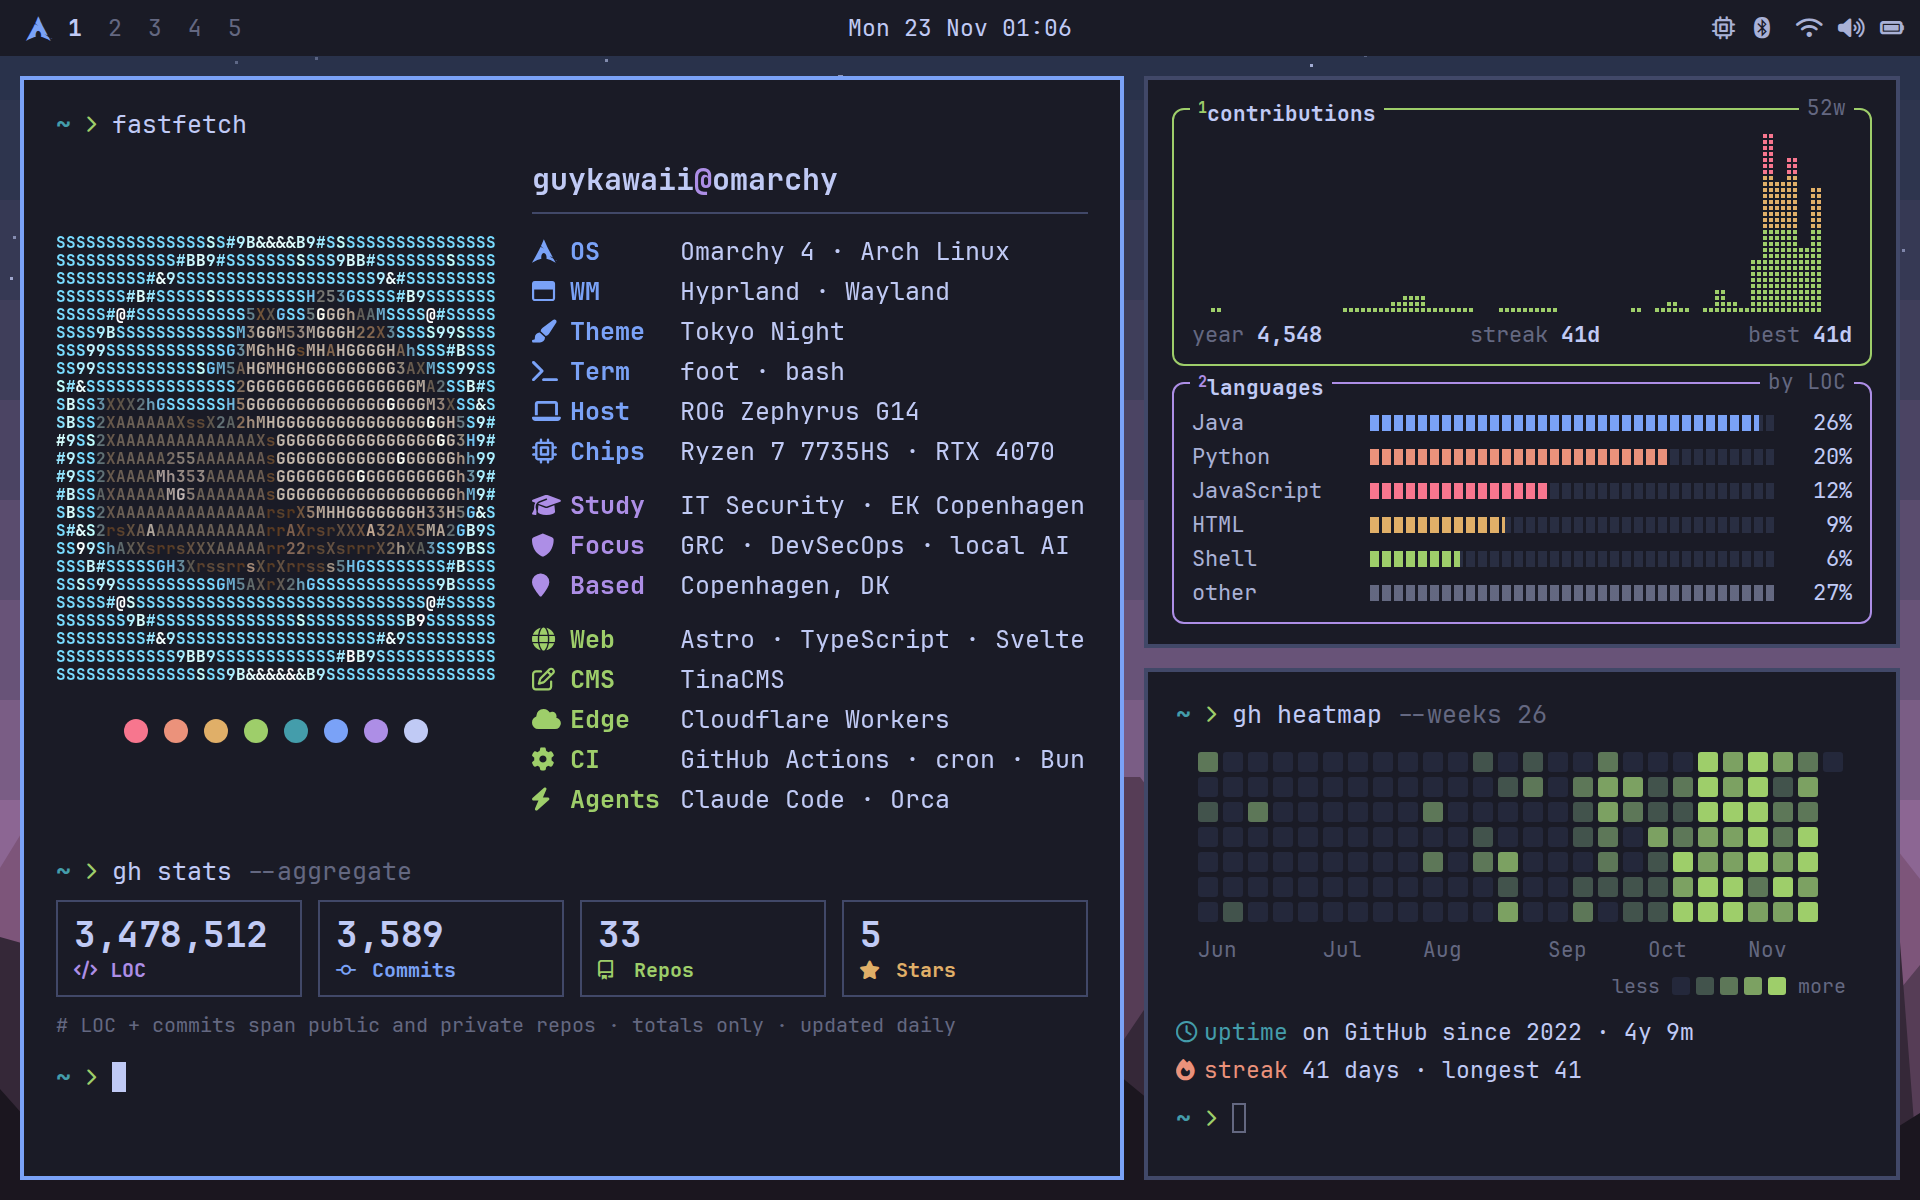 1 2 3 4 5
Mon 23 Nov 01:06
~ > fastfetch
guykawaii@omarchy
OS Omarchy 4 · Arch Linux
WM Hyprland · Wayland
Theme Tokyo Night
Term foot · bash
Host ROG Zephyrus G14
Chips Ryzen 7 7735HS · RTX 4070
Study IT Security · EK Copenhagen
Focus GRC · DevSecOps · local AI
Based Copenhagen, DK
Web Astro · TypeScript · Svelte
CMS TinaCMS
Edge Cloudflare Workers
CI GitHub Actions · cron · Bun
Agents Claude Code · Orca
~ > gh stats --aggregate
3,478,512
LOC
3,589
Commits
33
Repos
5
Stars
# LOC + commits span public and private repos · totals only · updated daily
~ >
1contributions 52w
year 4,548 streak 41d best 41d
2languages by LOC
Java 26%
Python 20%
JavaScript 12%
HTML 9%
Shell 6%
other 27%
~ > gh heatmap --weeks 26
Jun Jul Aug Sep Oct Nov
less more
uptime on GitHub since 2022 · 4y 9m
streak 41 days · longest 41
~ >